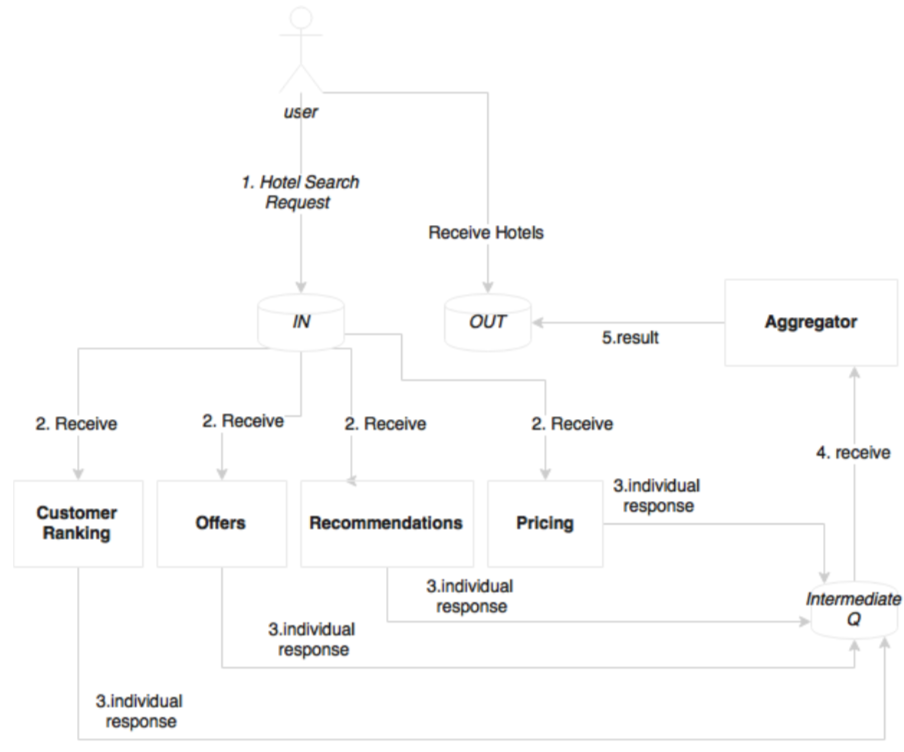 user
1. Hotel Search
Request
Receive Hotels
IN
OUT
5.result
Aggregator
2. Receive
2. Receive
2. Receive
2. Receive
4. receive
Customer
Ranking
Offers
Recommendations
Pricing
3.individual
response
3.individual
response
Intermediate
Q
3.individual
response
3.individual
response